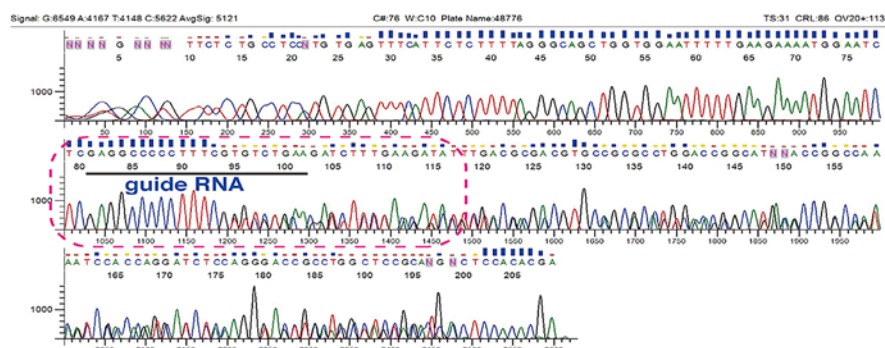 Signal: G:6549 A:4167 T:4148 C:5622 AvgSig: 5121 C#:76 W:C10 Plate Name:48776 TS:31 CRL:86 QV20+:113
NNNN G NN NN TTCTC TGCCTCCNTGTGAGTTTCATTCTCTTTTAGGGCAGCTGGTGGAATTTTTGAAGAAAATGGAATC
5 10 15 20 25 30 35 40 45 50 55 60 65 70 75
1000
50 100 150 200 250 300 350 400 450 500 550 600 650 700 750 800 850 900 950
TCGAGGCCCCCTTTCGTGTCTGAAGATCTTTGAAGATATTTGACGCGACGTGCCGCGCCTGGACCGGCATNNACCGGCCAA
80 85 90 95 100 105 110 115 120 125 130 135 140 145 150 155
guide RNA
1000
1050 1100 1150 1200 1250 1300 1350 1400 1450 1500 1550 1600 1650 1700 1750 1800 1850 1900 1950
AATCCACCAGGATCTCCAGGGACCGCCTGGCTCCGCANGNCTCCACACGA
165 170 175 180 185 190 195 200 205
1000